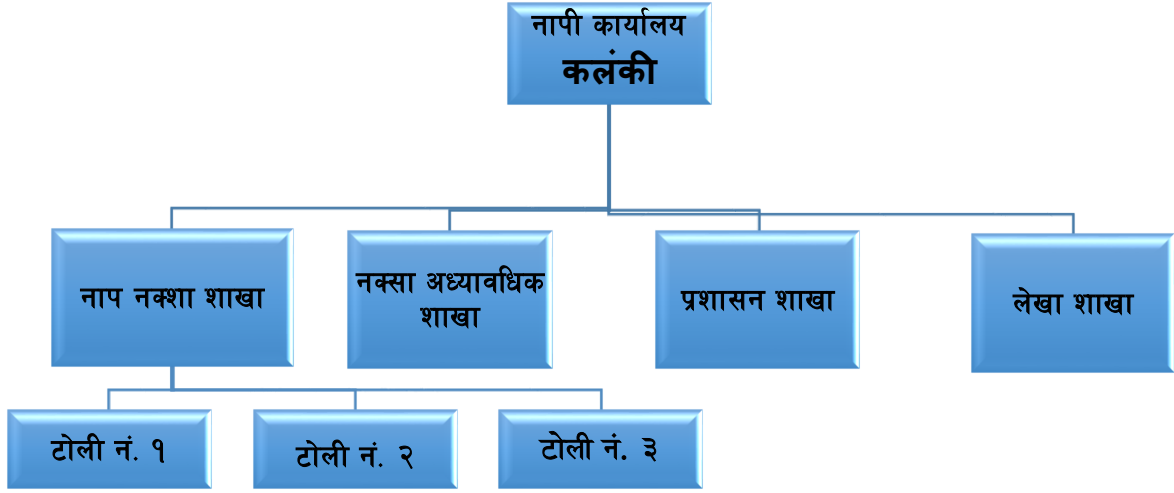 नापी कार्यालय
कलंकी
नाप नक्शा शाखा
नक्सा अध्यावधिक
शाखा
प्रशासन शाखा
लेखा शाखा
टोली नं. १
टोली नं. २
टोली नं. ३